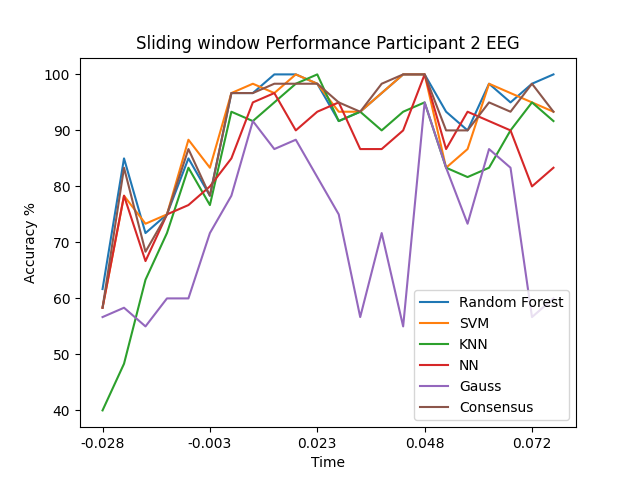 Sliding window Performance Participant 2 EEG
Accuracy %
100
90
80
70
60
50
40
-0.028
-0.003
0.023
0.048
0.072
Time
Random Forest
SVM
KNN
NN
Gauss
Consensus